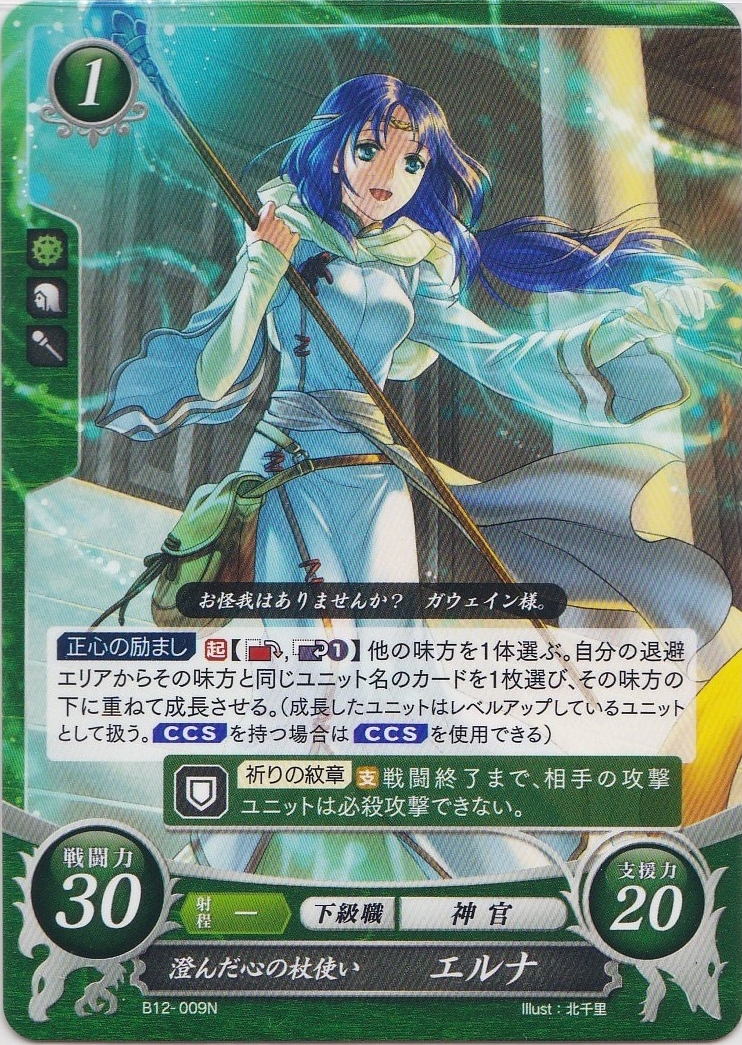 1
お怪我はありませんか？　ガウェイン様。
正心の励まし 起【 , 1】他の味方を1体選ぶ。自分の退避
エリアからその味方と同じユニット名のカードを1枚選び、その味方の
下に重ねて成長させる。（成長したユニットはレベルアップしているユニット
として扱う。CCSを持つ場合はCCSを使用できる）
祈りの紋章 支 戦闘終了まで、相手の攻撃
ユニットは必殺攻撃できない。
戦闘力
30
射程 —
下級職 神官
支援力
20
澄んだ心の杖使い　エルナ
B12-009N
Illust：北千里